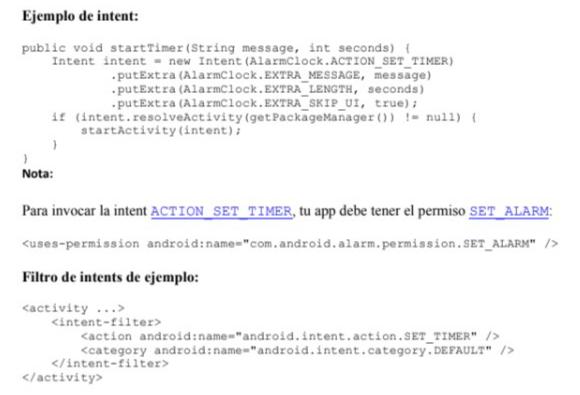 Ejemplo de intent:
public void startTimer(String message, int seconds) {
    Intent intent = new Intent(AlarmClock.ACTION_SET_TIMER)
            .putExtra(AlarmClock.EXTRA_MESSAGE, message)
            .putExtra(AlarmClock.EXTRA_LENGTH, seconds)
            .putExtra(AlarmClock.EXTRA_SKIP_UI, true);
    if (intent.resolveActivity(getPackageManager()) != null) {
        startActivity(intent);
    }
}
Nota:
Para invocar la intent ACTION_SET_TIMER, tu app debe tener el permiso SET_ALARM:
<uses-permission android:name="com.android.alarm.permission.SET_ALARM" />
Filtro de intents de ejemplo:
<activity ...>
    <intent-filter>
        <action android:name="android.intent.action.SET_TIMER" />
        <category android:name="android.intent.category.DEFAULT" />
    </intent-filter>
</activity>